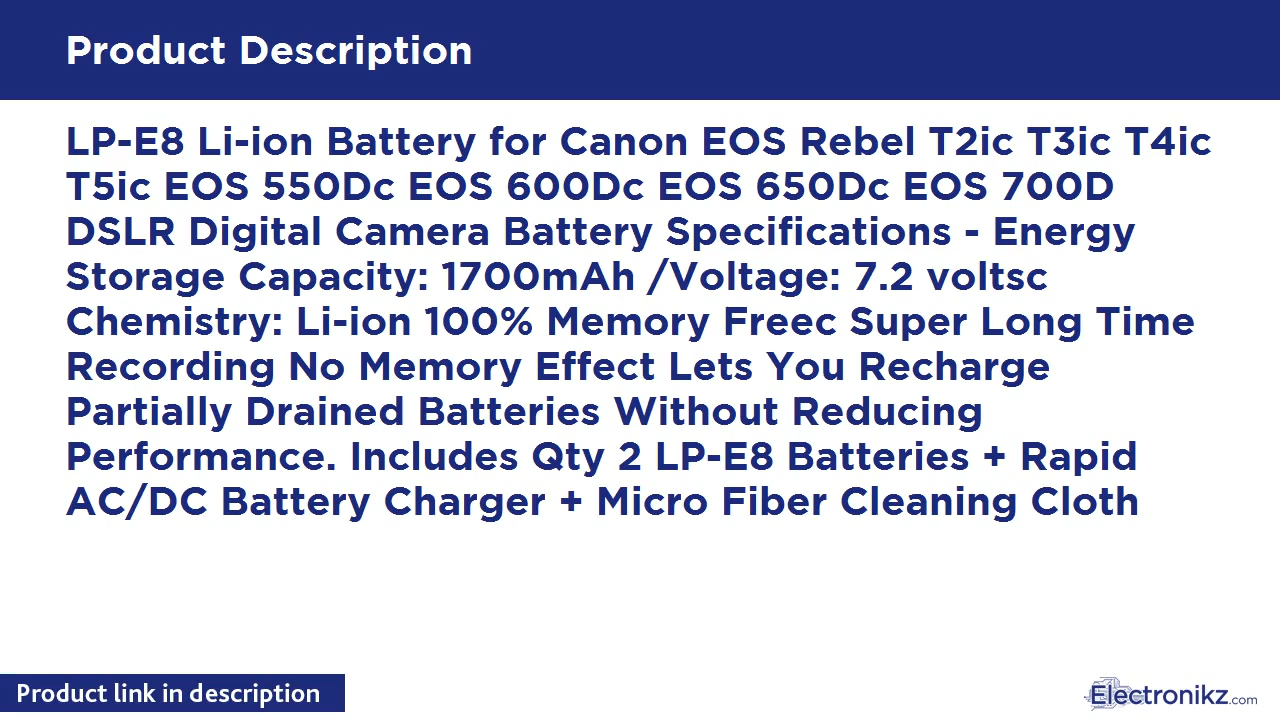 Product Description
LP-E8 Li-ion Battery for Canon EOS Rebel T2ic T3ic T4ic
T5ic EOS 550Dc EOS 600Dc EOS 650Dc EOS 700D
DSLR Digital Camera Battery Specifications - Energy
Storage Capacity: 1700mAh /Voltage: 7.2 voltsc
Chemistry: Li-ion 100% Memory Freec Super Long Time
Recording No Memory Effect Lets You Recharge
Partially Drained Batteries Without Reducing
Performance. Includes Qty 2 LP-E8 Batteries + Rapid
AC/DC Battery Charger + Micro Fiber Cleaning Cloth
Product link in description
Electronikz.com